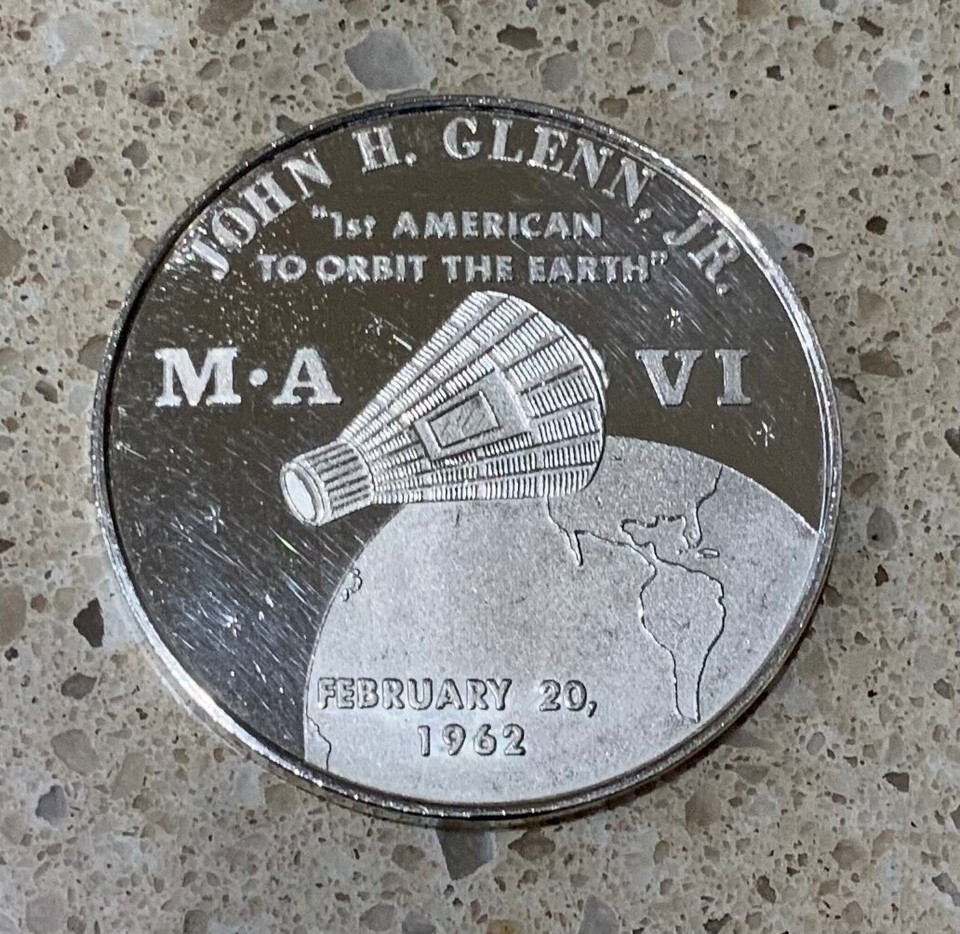 JOHN H. GLENN, JR.
"1st AMERICAN
TO ORBIT THE EARTH"
M·A VI
FEBRUARY 20,
1962